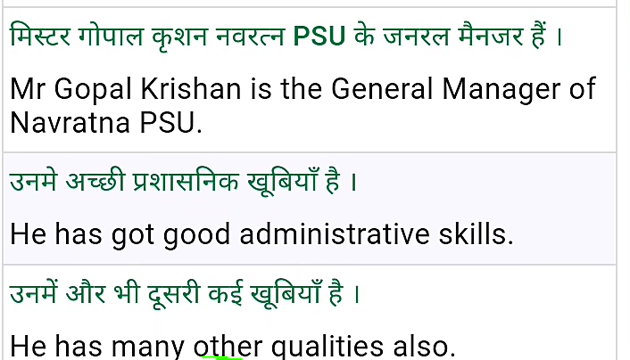 मिस्टर गोपाल कृशन नवरत्न PSU के जनरल मैनजर हैं ।
Mr Gopal Krishan is the General Manager of
Navratna PSU.
उनमे अच्छी प्रशासनिक खूबियाँ है ।
He has got good administrative skills.
उनमें और भी दूसरी कई खूबियाँ है ।
He has many other qualities also.